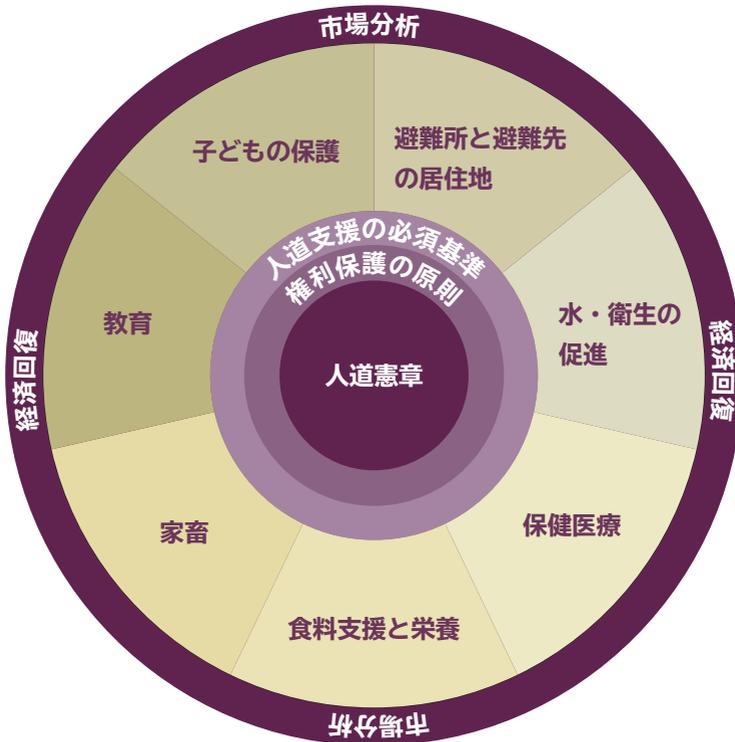 市場分析
子どもの保護
避難所と避難先
の居住地
人道支援の必須基準
権利保護の原則
人道憲章
教育
水・衛生の
促進
経済回復
経済回復
家畜
保健医療
食料支援と栄養
市場分析